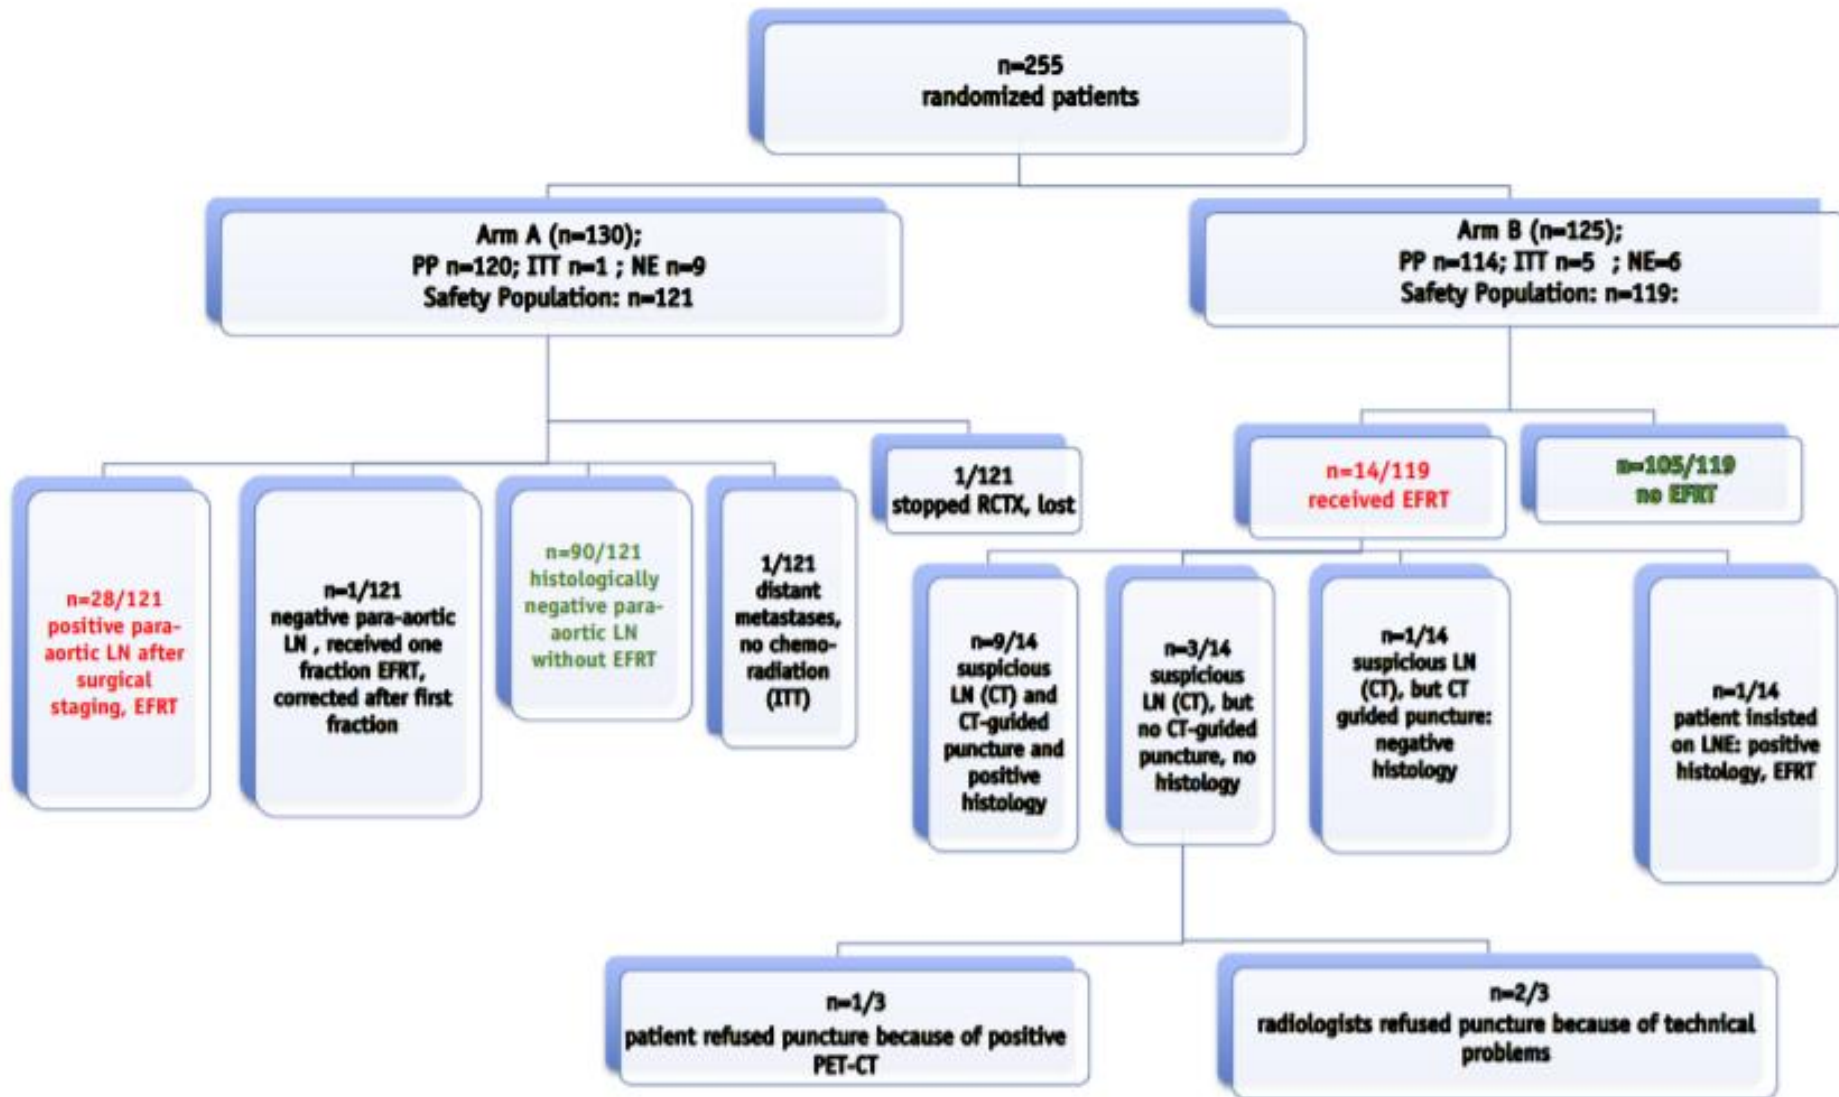 n=255
randomized patients
Arm A (n=130);
PP n=120; ITT n=1 ; NE n=9
Safety Population: n=121
Arm B (n=125);
PP n=114; ITT n=5 ; NE=6
Safety Population: n=119:
n=28/121
positive para-
aortic LN after
surgical
staging, EFRT
n=1/121
negative para-aortic
LN , received one
fraction EFRT,
corrected after first
fraction
n=90/121
histologically
negative para-
aortic LN
without EFRT
1/121
distant
metastases,
no chemo-
radiation
(ITT)
1/121
stopped RCTX, lost
n=14/119
received EFRT
n=105/119
no EFRT
n=9/14
suspicious
LN (CT) and
CT-guided
puncture and
positive
histology
n=3/14
suspicious
LN (CT), but
no CT-guided
puncture, no
histology
n=1/14
suspicious LN
(CT), but CT
guided puncture:
negative
histology
n=1/14
patient insisted
on LNE: positive
histology, EFRT
n=1/3
patient refused puncture because of positive
PET-CT
n=2/3
radiologists refused puncture because of technical
problems